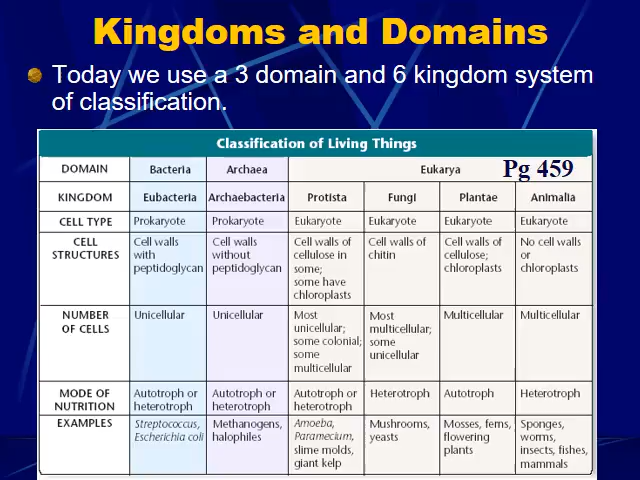 Kingdoms and Domains
Today we use a 3 domain and 6 kingdom system
of classification.
Classification of Living Things
DOMAIN Bacteria Archaea Eukarya Pg 459
KINGDOM Eubacteria Archaebacteria Protista Fungi Plantae Animalia
CELL TYPE Prokaryote Prokaryote Eukaryote Eukaryote Eukaryote Eukaryote
CELL Cell walls Cell walls Cell walls of Cell walls of Cell walls of No cell walls
STRUCTURES with without cellulose in chitin cellulose; or
peptidoglycan peptidoglycan some; chloroplasts chloroplasts
some have
chloroplasts
NUMBER Unicellular Unicellular Most Most Multicellular Multicellular
OF CELLS unicellular; multicellular;
some colonial; some
some unicellular
multicellular
MODE OF Autotroph or Autotroph or Autotroph or Heterotroph Autotroph Heterotroph
NUTRITION heterotroph heterotroph heterotroph
EXAMPLES Streptococcus, Methanogens, Amoeba, Mushrooms, Mosses, ferns, Sponges,
Escherichia coli halophiles Paramecium, yeasts flowering worms,
slime molds, plants insects, fishes,
giant kelp mammals